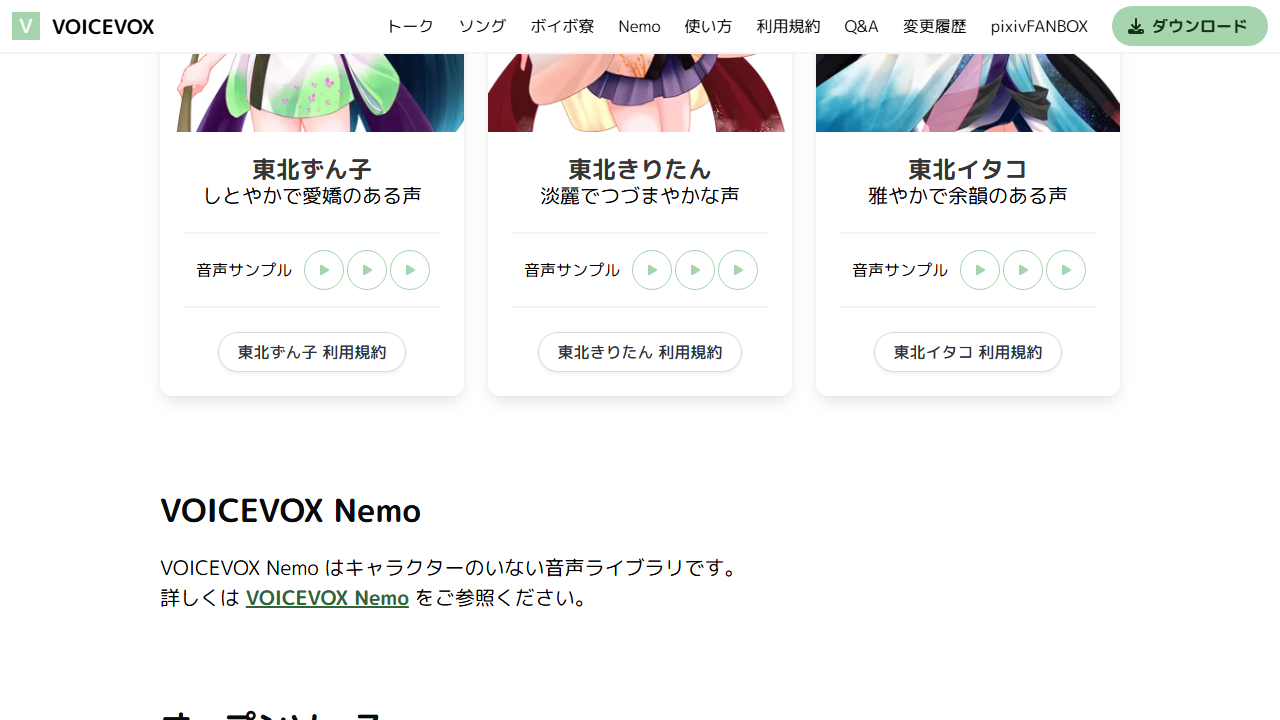 V VOICEVOX トーク ソング ボイボ寮 Nemo 使い方 利用規約 Q&A 変更履歴 pixivFANBOX ダウンロード
東北ずん子
しとやかで愛嬌のある声
音声サンプル
東北ずん子 利用規約
東北きりたん
淡麗でつづまやかな声
音声サンプル
東北きりたん 利用規約
東北イタコ
雅やかで余韻のある声
音声サンプル
東北イタコ 利用規約
VOICEVOX Nemo
VOICEVOX Nemo はキャラクターのいない音声ライブラリです。
詳しくは VOICEVOX Nemo をご参照ください。